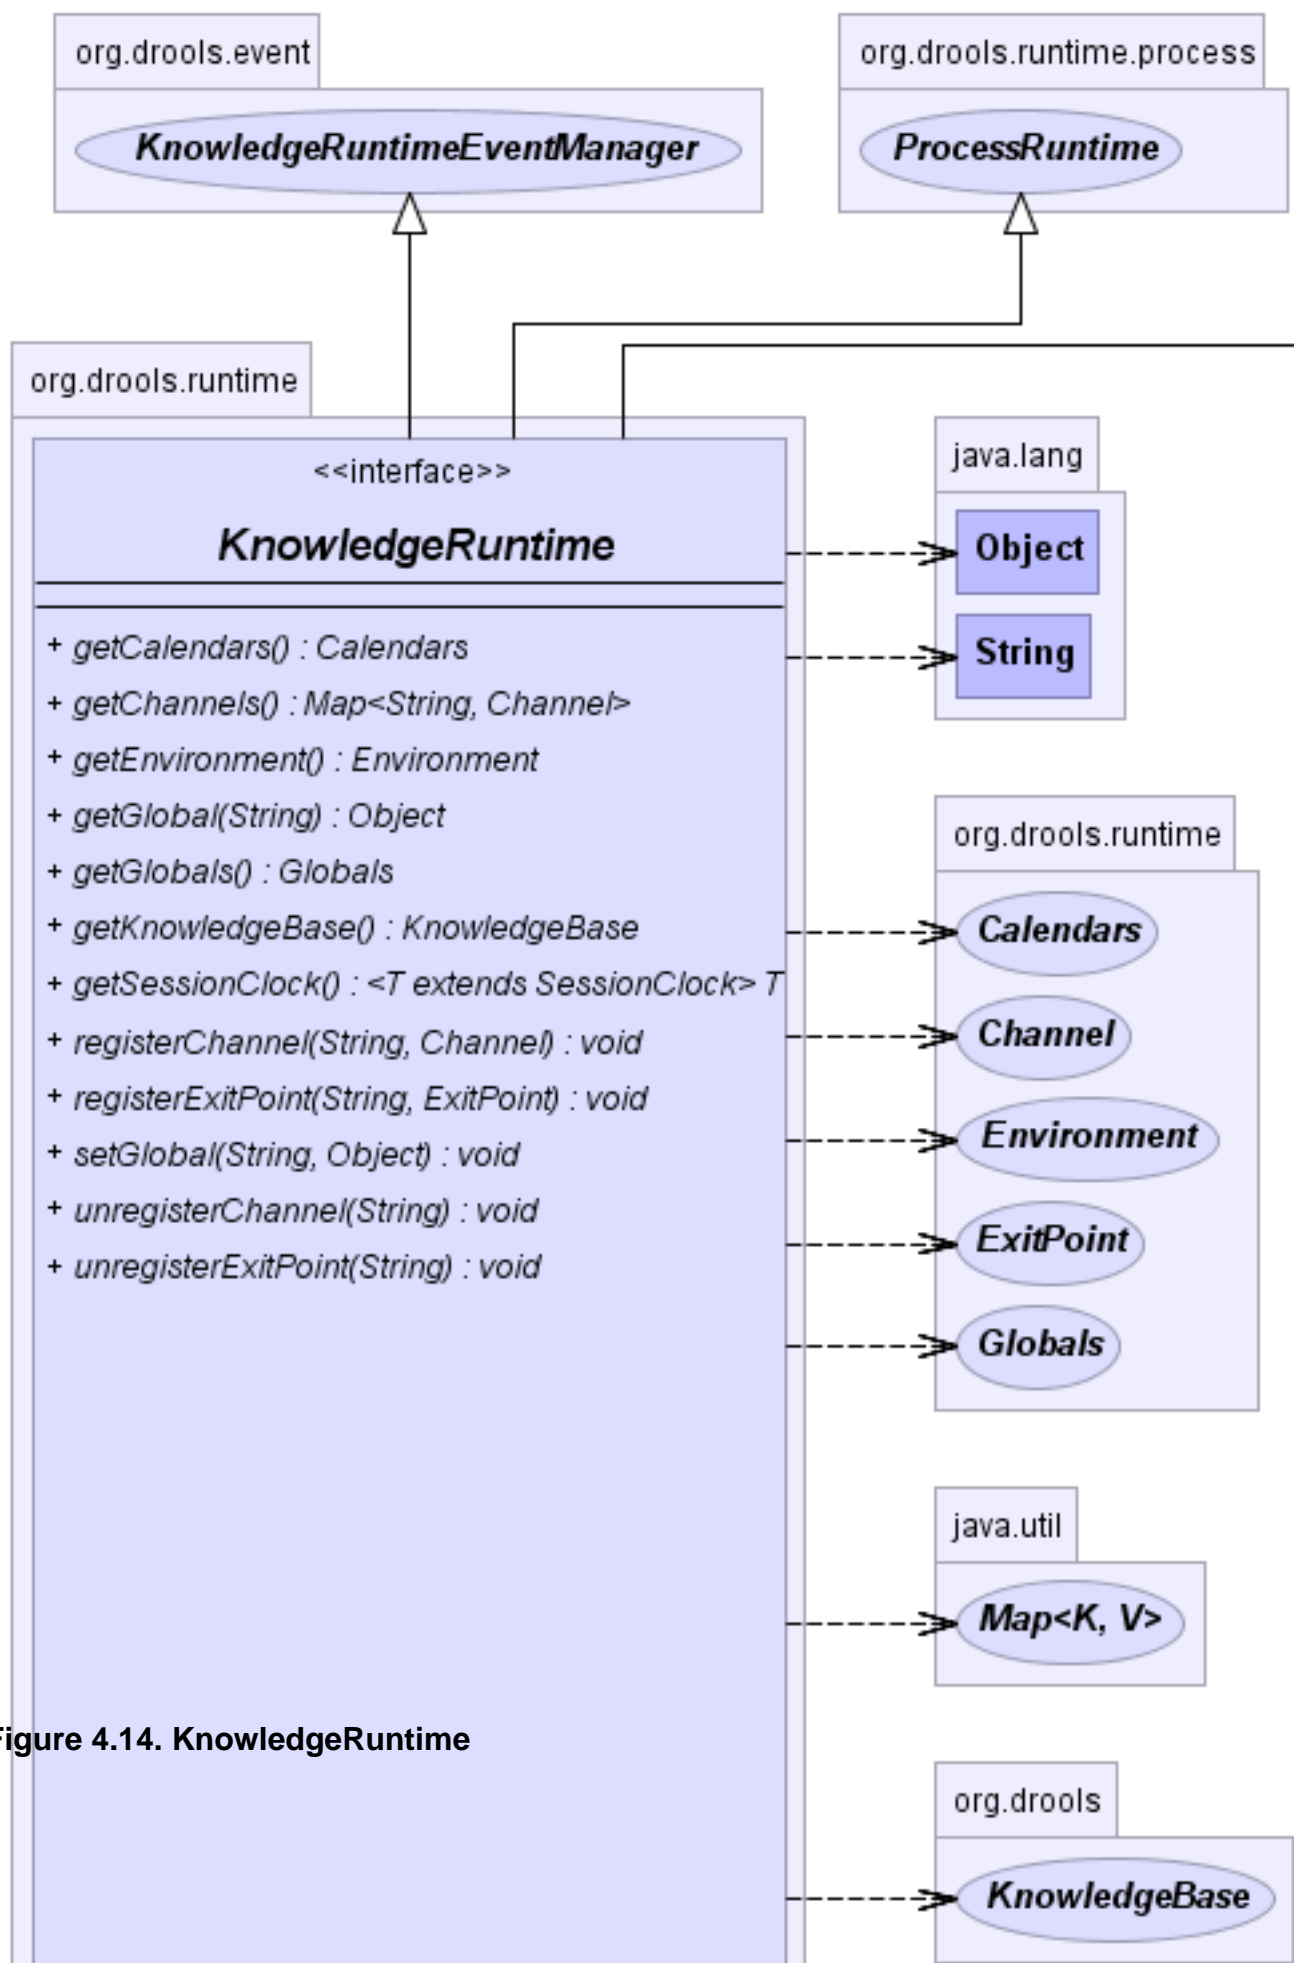 org.drools.event
KnowledgeRuntimeEventManager
org.drools.runtime.process
ProcessRuntime
org.drools.runtime
<<interface>>
KnowledgeRuntime
+ getCalendars() : Calendars
+ getChannels() : Map<String, Channel>
+ getEnvironment() : Environment
+ getGlobal(String) : Object
+ getGlobals() : Globals
+ getKnowledgeBase() : KnowledgeBase
+ getSessionClock() : <T extends SessionClock> T
+ registerChannel(String, Channel) : void
+ registerExitPoint(String, ExitPoint) : void
+ setGlobal(String, Object) : void
+ unregisterChannel(String) : void
+ unregisterExitPoint(String) : void
java.lang
Object
String
org.drools.runtime
Calendars
Channel
Environment
ExitPoint
Globals
java.util
Map<K, V>
Figure 4.14. KnowledgeRuntime
org.drools
KnowledgeBase